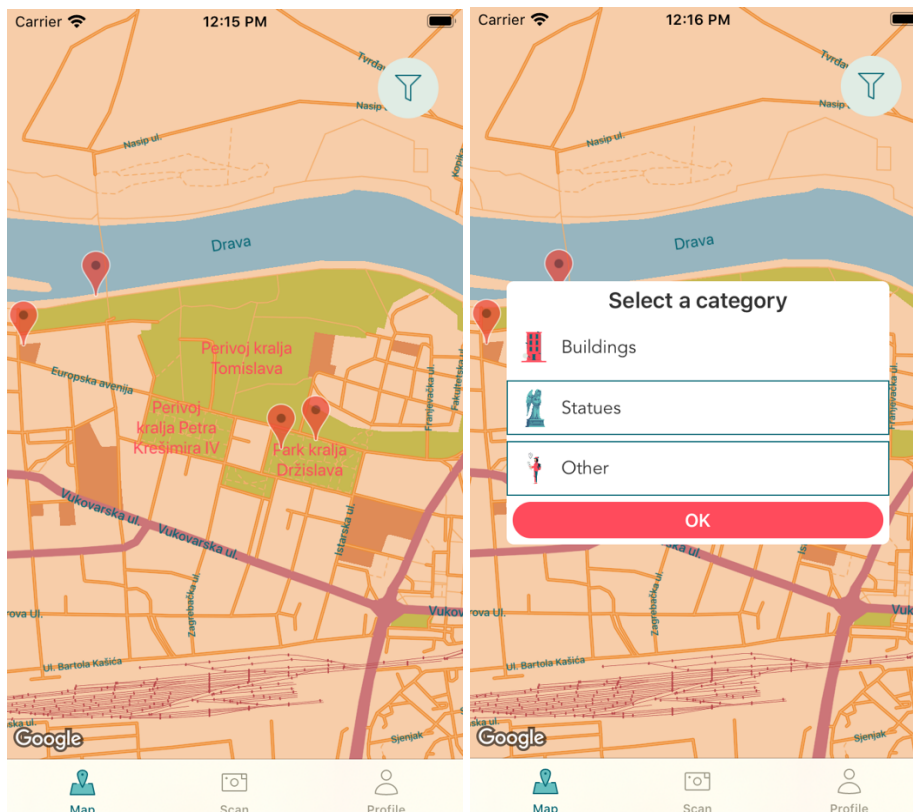 Carrier 12:15 PM
Nasip ul.
Drava
Perivoj kralja
Tomislava
Europska avenija
Perivoj
kralja Petra
Krešimira IV
Park kralja
Držislava
Franjevačka ul.
Fakultetska ul.
Vukovarska ul.
Vukovarska ul.
Istarska ul.
Zagrebačka ul.
Ul. Bartola Kašića
Sjenjak
Google
Map Scan Profile
Carrier 12:16 PM
Nasip ul.
Drava
Select a category
Buildings
Statues
Other
OK
Zagrebačka ul.
Ul. Bartola Kašića
Sjenjak
Google
Map Scan Profile